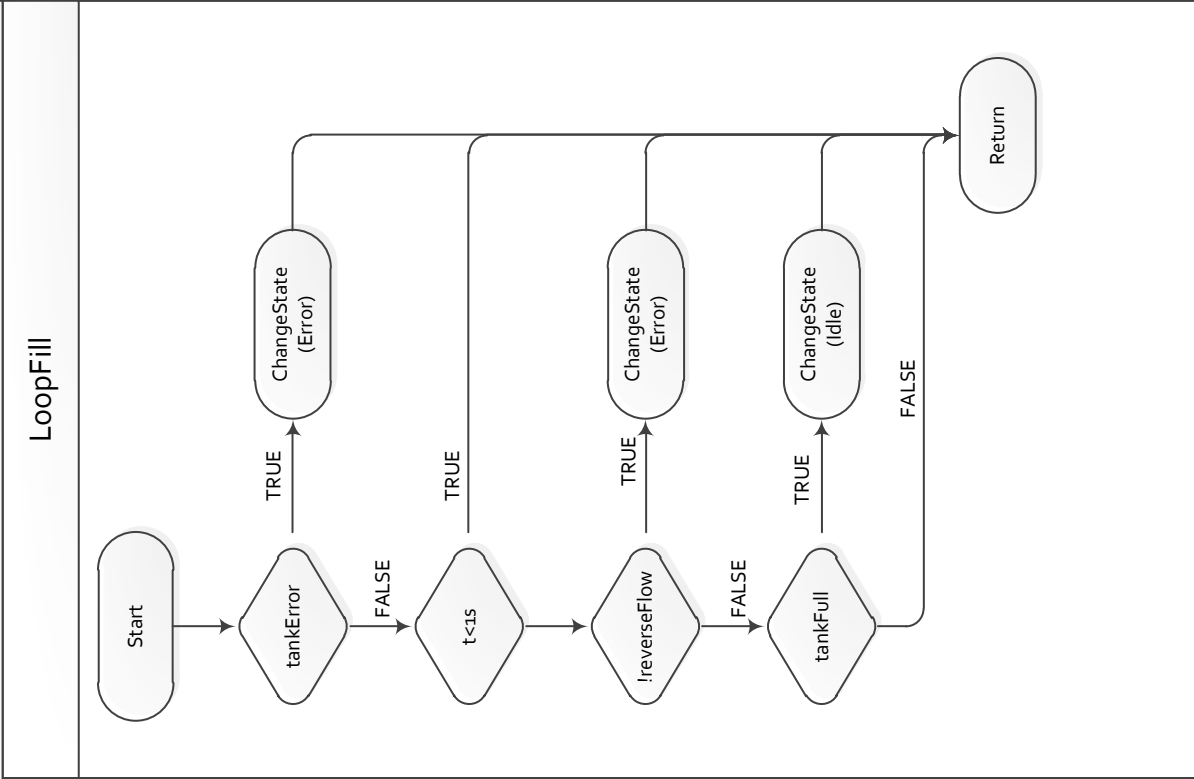 LoopFill
Start
tankError
TRUE
ChangeState
(Error)
FALSE
t<1s
TRUE
!reverseFlow
TRUE
ChangeState
(Error)
FALSE
tankFull
TRUE
ChangeState
(Idle)
FALSE
Return